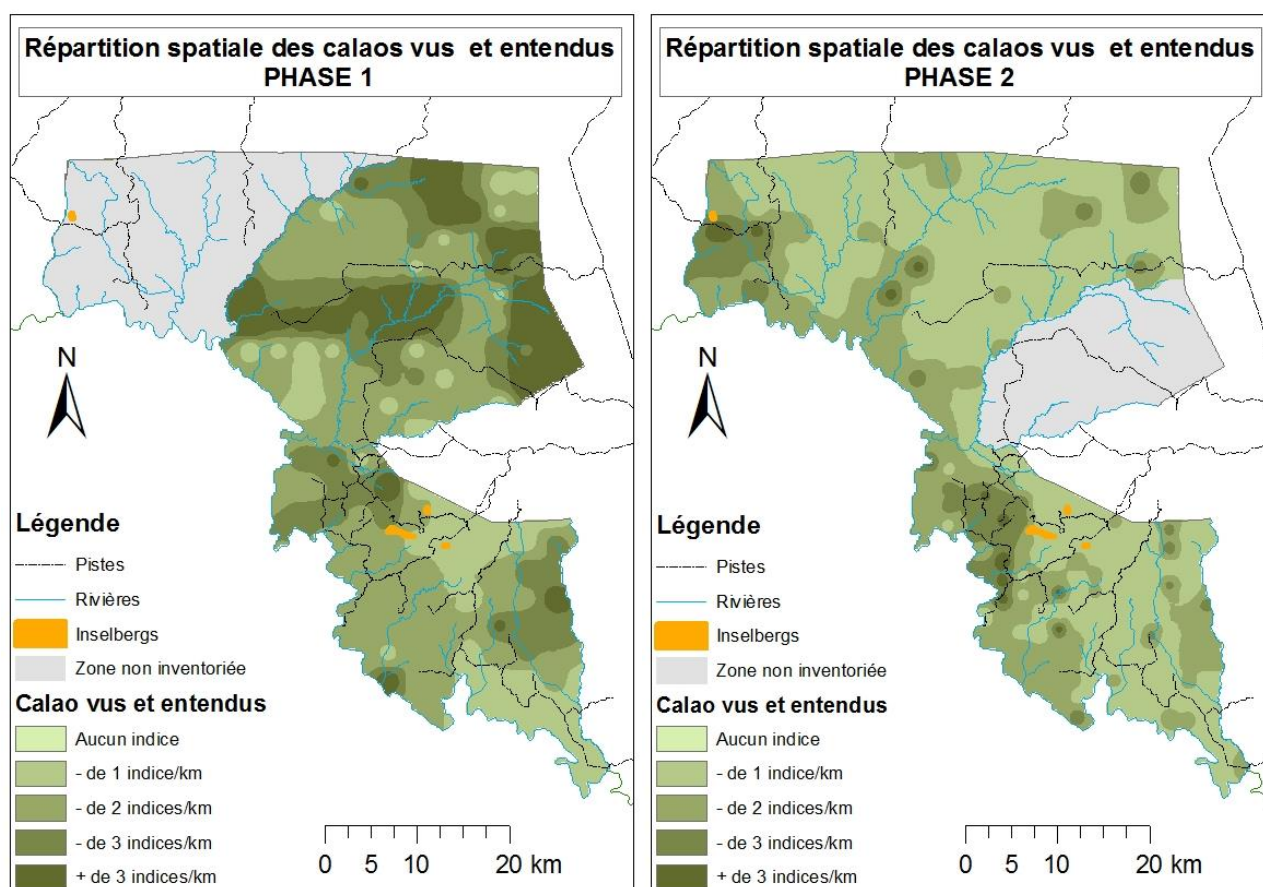 Répartition spatiale des calaos vus et entendus
PHASE 1
N
Légende
Pistes
Rivières
Inselbergs
Zone non inventoriée
Calao vus et entendus
Aucun indice
- de 1 indice/km
- de 2 indices/km
- de 3 indices/km
+ de 3 indices/km
0 5 10 20 km
Répartition spatiale des calaos vus et entendus
PHASE 2
N
Légende
Pistes
Rivières
Inselbergs
Zone non inventoriée
Calao vus et entendus
Aucun indice
- de 1 indice/km
- de 2 indices/km
- de 3 indices/km
+ de 3 indices/km
0 5 10 20 km